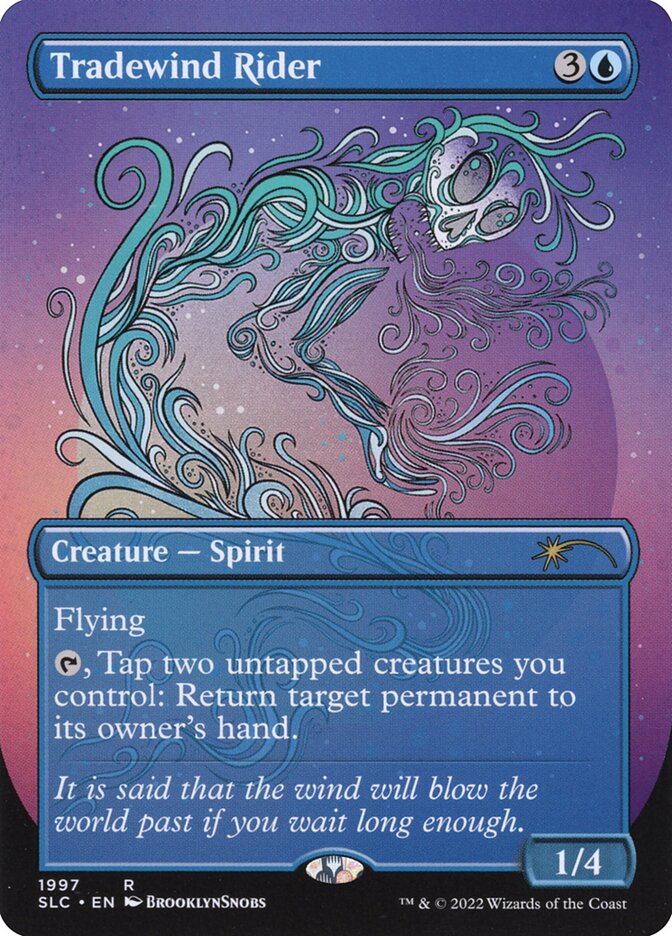 Tradewind Rider 3
Creature — Spirit
Flying
, Tap two untapped creatures you
control: Return target permanent to
its owner's hand.
It is said that the wind will blow the
world past if you wait long enough.
1/4
1997 R
SLC • EN BROOKLYNSNOBS
™ & © 2022 Wizards of the Coast